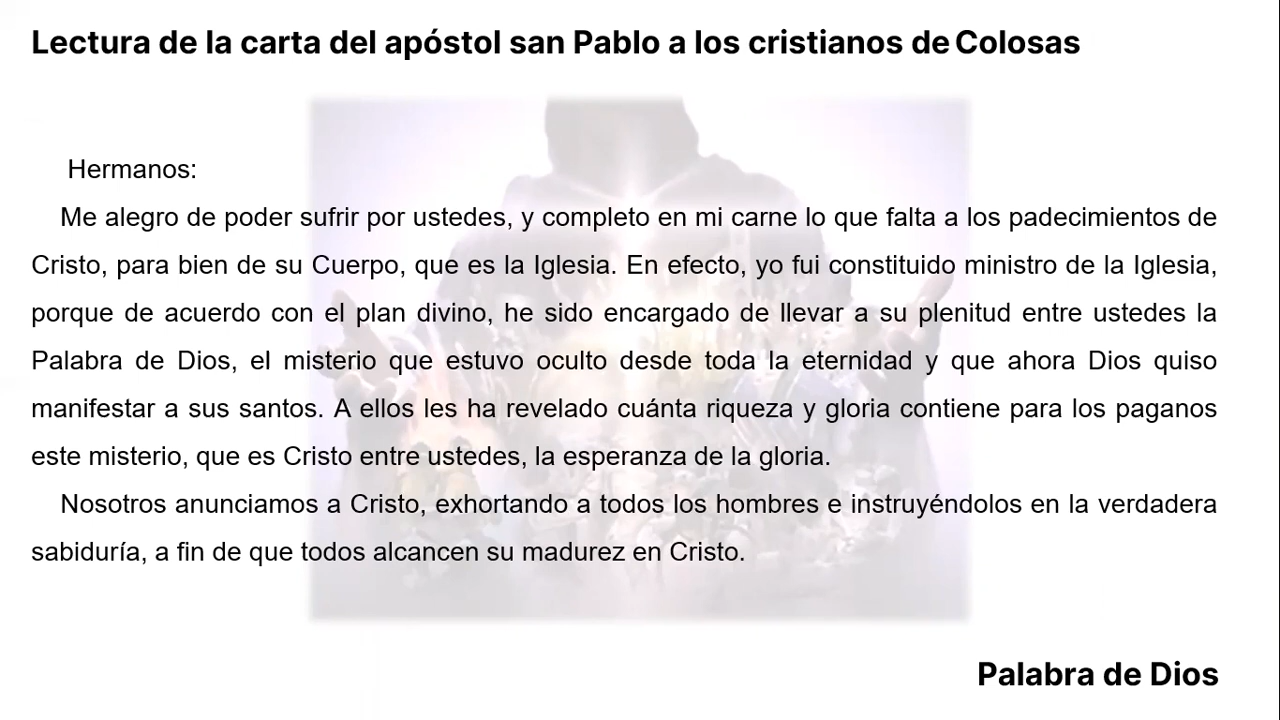 Lectura de la carta del apóstol san Pablo a los cristianos de Colosas
Hermanos:
Me alegro de poder sufrir por ustedes, y completo en mi carne lo que falta a los padecimientos de
Cristo, para bien de su Cuerpo, que es la Iglesia. En efecto, yo fui constituido ministro de la Iglesia,
porque de acuerdo con el plan divino, he sido encargado de llevar a su plenitud entre ustedes la
Palabra de Dios, el misterio que estuvo oculto desde toda la eternidad y que ahora Dios quiso
manifestar a sus santos. A ellos les ha revelado cuánta riqueza y gloria contiene para los paganos
este misterio, que es Cristo entre ustedes, la esperanza de la gloria.
Nosotros anunciamos a Cristo, exhortando a todos los hombres e instruyéndolos en la verdadera
sabiduría, a fin de que todos alcancen su madurez en Cristo.
Palabra de Dios